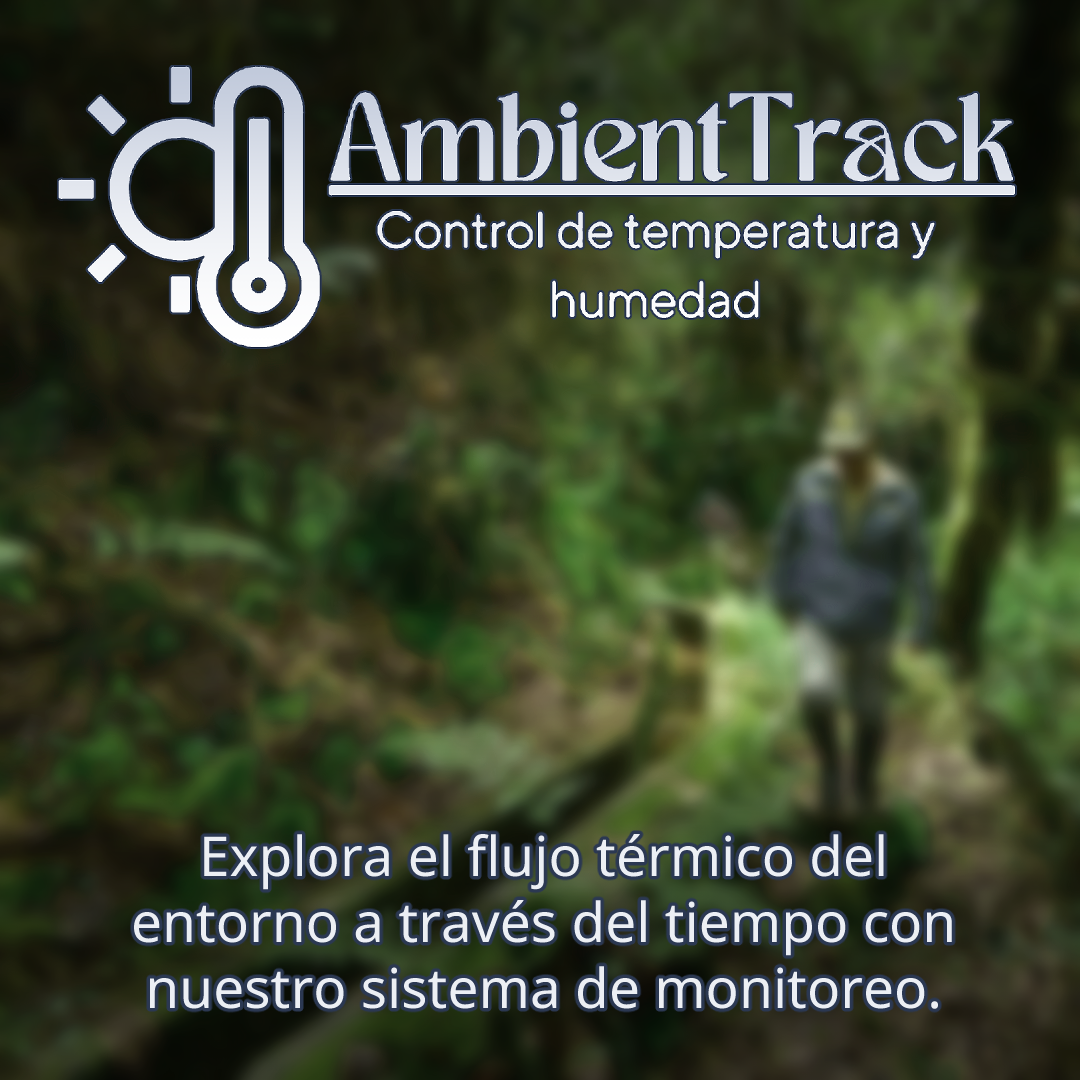 AmbientTrack
Control de temperatura y
humedad
Explora el flujo térmico del
entorno a través del tiempo con
nuestro sistema de monitoreo.